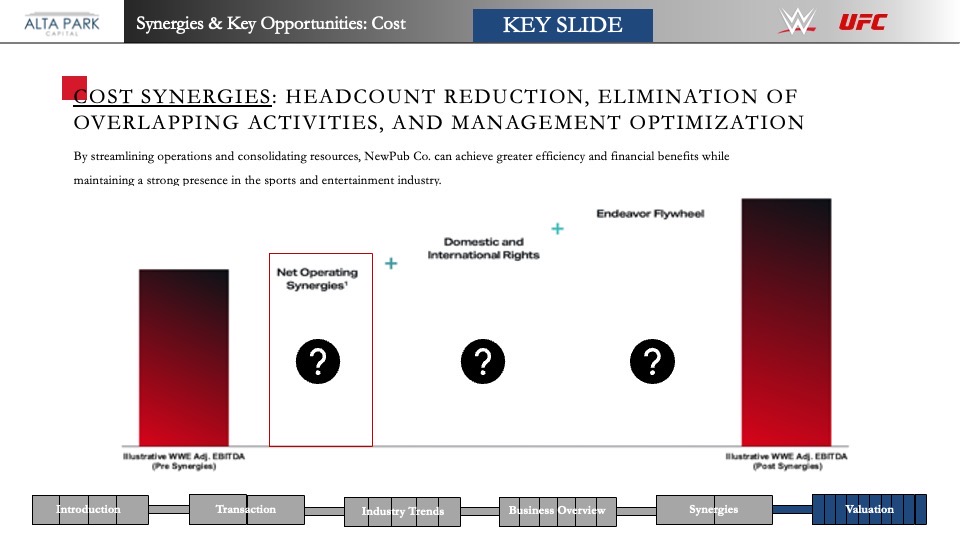 ALTA PARK
CAPITAL
Synergies & Key Opportunities: Cost
KEY SLIDE
W
UFC
COST SYNERGIES: HEADCOUNT REDUCTION, ELIMINATION OF
OVERLAPPING ACTIVITIES, AND MANAGEMENT OPTIMIZATION
By streamlining operations and consolidating resources, NewPub Co. can achieve greater efficiency and financial benefits while
maintaining a strong presence in the sports and entertainment industry.
Net Operating
Synergies¹
+
Domestic and
International Rights
+
Endeavor Flywheel
?
?
?
Illustrative WWE Adj. EBITDA
(Pre Synergies)
Illustrative WWE Adj. EBITDA
(Post Synergies)
Introduction
Transaction
Industry Trends
Business Overview
Synergies
Valuation